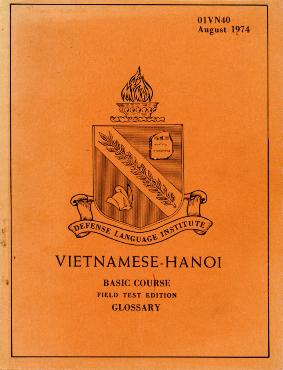 01VN40
August 1974
DEFENSE LANGUAGE INSTITUTE
VIETNAMESE-HANOI
BASIC COURSE
FIELD TEST EDITION
GLOSSARY